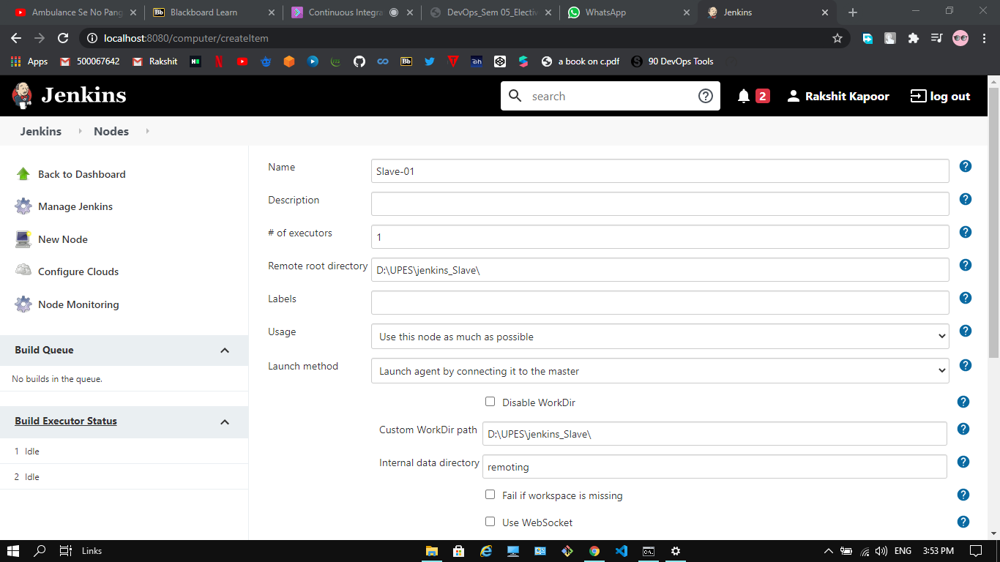 Ambulance Se No Pang
Blackboard Learn
Continuous Integra
DevOps_Sem 05_Electiv
WhatsApp
Jenkins
localhost:8080/computer/createItem
Apps
500067642
Rakshit
Bb
a book on c.pdf
90 DevOps Tools
Jenkins
search
2
Rakshit Kapoor
log out
Jenkins
Nodes
Back to Dashboard
Manage Jenkins
New Node
Configure Clouds
Node Monitoring
Build Queue
No builds in the queue.
Build Executor Status
1 Idle
2 Idle
Name
Slave-01
Description
# of executors
1
Remote root directory
D:\UPES\jenkins_Slave\
Labels
Usage
Use this node as much as possible
Launch method
Launch agent by connecting it to the master
Disable WorkDir
Custom WorkDir path
D:\UPES\jenkins_Slave\
Internal data directory
remoting
Fail if workspace is missing
Use WebSocket
Links
ENG
3:53 PM